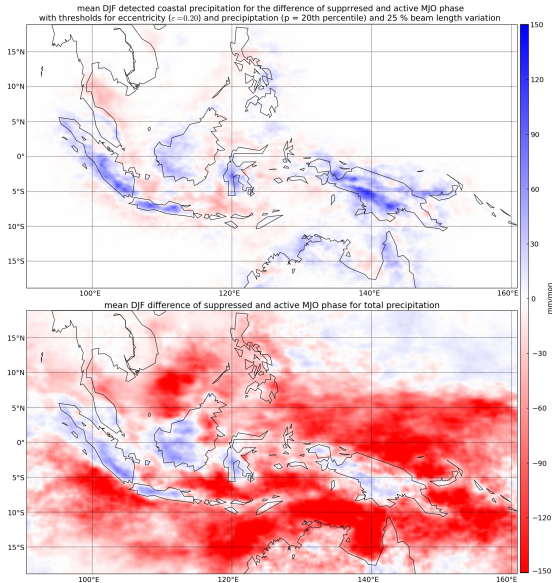 mean DJF detected coastal precipitation for the difference of suppresed and active MJO phase
with thresholds for eccentricity (ε=0.20) and precipiptation (p = 20th percentile) and 25 % beam length variation
15°N
10°N
5°N
0°
5°S
10°S
15°S
100°E
120°E
140°E
160°E
mean DJF difference of suppressed and active MJO phase for total precipitation
15°N
10°N
5°N
0°
5°S
10°S
15°S
100°E
120°E
140°E
160°E
150
120
90
60
30
0
−30
−60
−90
−120
−150
mm/mon